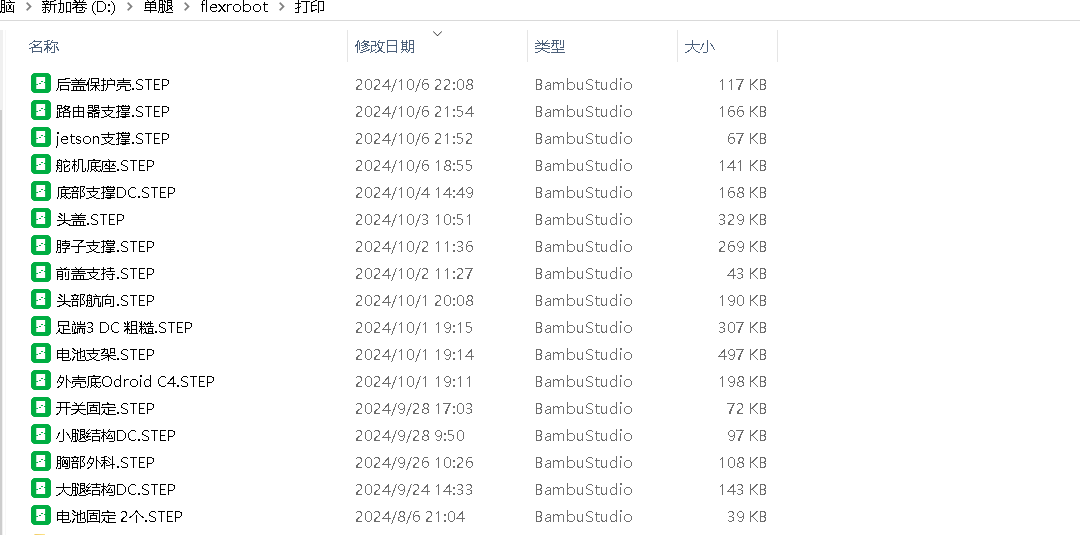 脑 > 新加卷 (D:) > 单腿 > flexrobot > 打印
名称 修改日期 类型 大小
后盖保护壳.STEP 2024/10/6 22:08 BambuStudio 117 KB
路由器支撑.STEP 2024/10/6 21:54 BambuStudio 166 KB
jetson支撑.STEP 2024/10/6 21:52 BambuStudio 67 KB
舵机底座.STEP 2024/10/6 18:55 BambuStudio 141 KB
底部支撑DC.STEP 2024/10/4 14:49 BambuStudio 168 KB
头盖.STEP 2024/10/3 10:51 BambuStudio 329 KB
脖子支撑.STEP 2024/10/2 11:36 BambuStudio 269 KB
前盖支持.STEP 2024/10/2 11:27 BambuStudio 43 KB
头部航向.STEP 2024/10/1 20:08 BambuStudio 190 KB
足端3 DC 粗糙.STEP 2024/10/1 19:15 BambuStudio 307 KB
电池支架.STEP 2024/10/1 19:14 BambuStudio 497 KB
外壳底Odroid C4.STEP 2024/10/1 19:11 BambuStudio 198 KB
开关固定.STEP 2024/9/28 17:03 BambuStudio 72 KB
小腿结构DC.STEP 2024/9/28 9:50 BambuStudio 97 KB
胸部外科.STEP 2024/9/26 10:26 BambuStudio 108 KB
大腿结构DC.STEP 2024/9/24 14:33 BambuStudio 143 KB
电池固定 2个.STEP 2024/8/6 21:04 BambuStudio 39 KB